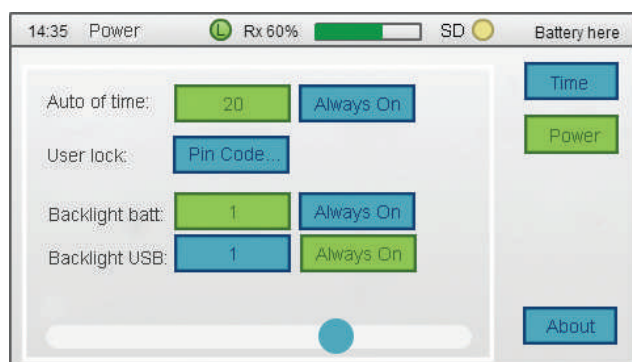 14:35 Power L Rx 60% SD Battery here
Auto of time: 20 Always On Time
User lock: Pin Code... Power
Backlight batt: 1 Always On
Backlight USB: 1 Always On
About